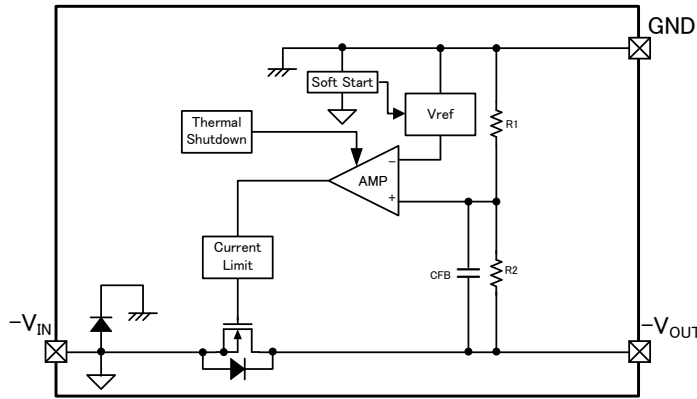 GND
Soft Start
Vref
R1
Thermal
Shutdown
−
AMP
+
Current
Limit
CFB
R2
−VIN
−VOUT